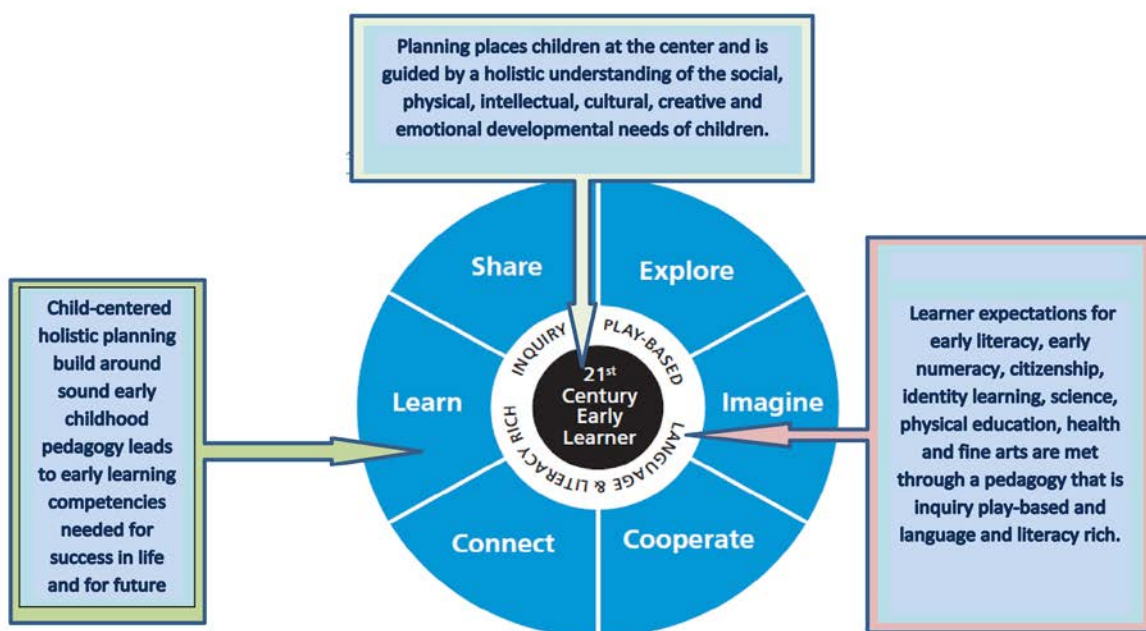 Planning places children at the center and is
guided by a holistic understanding of the social,
physical, intellectual, cultural, creative and
emotional developmental needs of children.
Share
Explore
Learn
Imagine
Connect
Cooperate
INQUIRY
PLAY-BASED
LANGUAGE & LITERACY RICH
21st
Century
Early
Learner
Child-centered
holistic planning
build around
sound early
childhood
pedagogy leads
to early learning
competencies
needed for
success in life
and for future
Learner expectations for
early literacy, early
numeracy, citizenship,
identity learning, science,
physical education, health
and fine arts are met
through a pedagogy that is
inquiry play-based and
language and literacy rich.